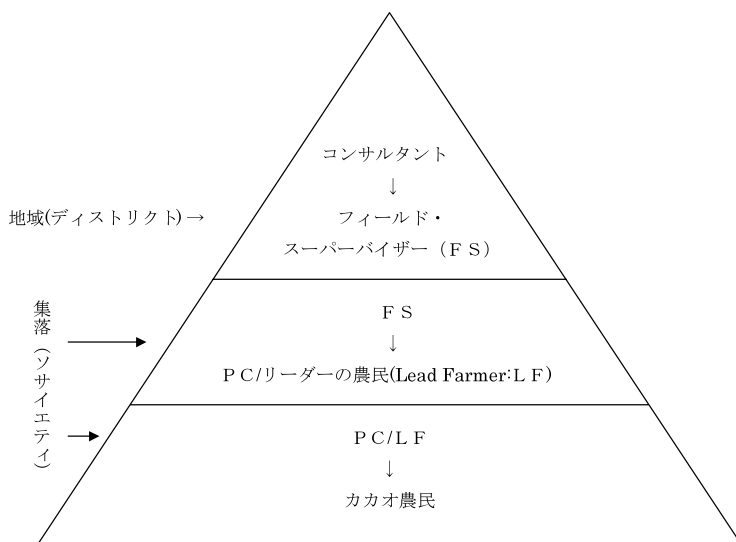 コンサルタント
↓
地域(ディストリクト)→
フィールド・
スーパーバイザー（ＦＳ）
集落（ソサイエティ）
ＦＳ
↓
ＰＣ/リーダーの農民(Lead Farmer:ＬＦ)
ＰＣ/ＬＦ
↓
カカオ農民